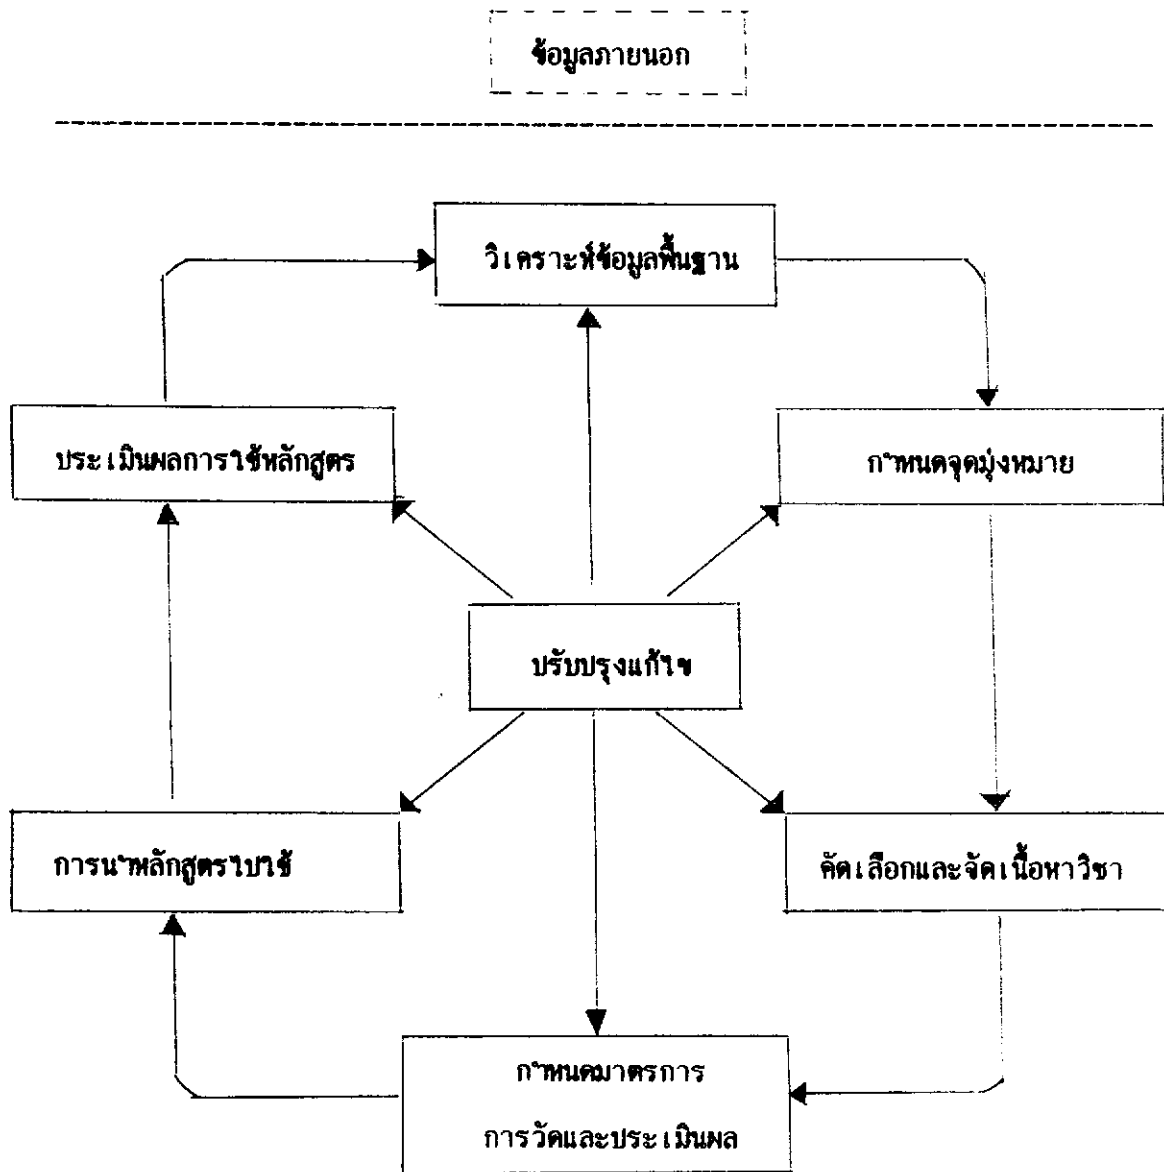 ข้อมูลภายนอก
วิเคราะห์ข้อมูลพื้นฐาน
ประเมินผลการใช้หลักสูตร
กำหนดจุดมุ่งหมาย
ปรับปรุงแก้ไข
การนำหลักสูตรไปใช้
คัดเลือกและจัดเนื้อหาวิชา
กำหนดมาตรการ
การวัดและประเมินผล